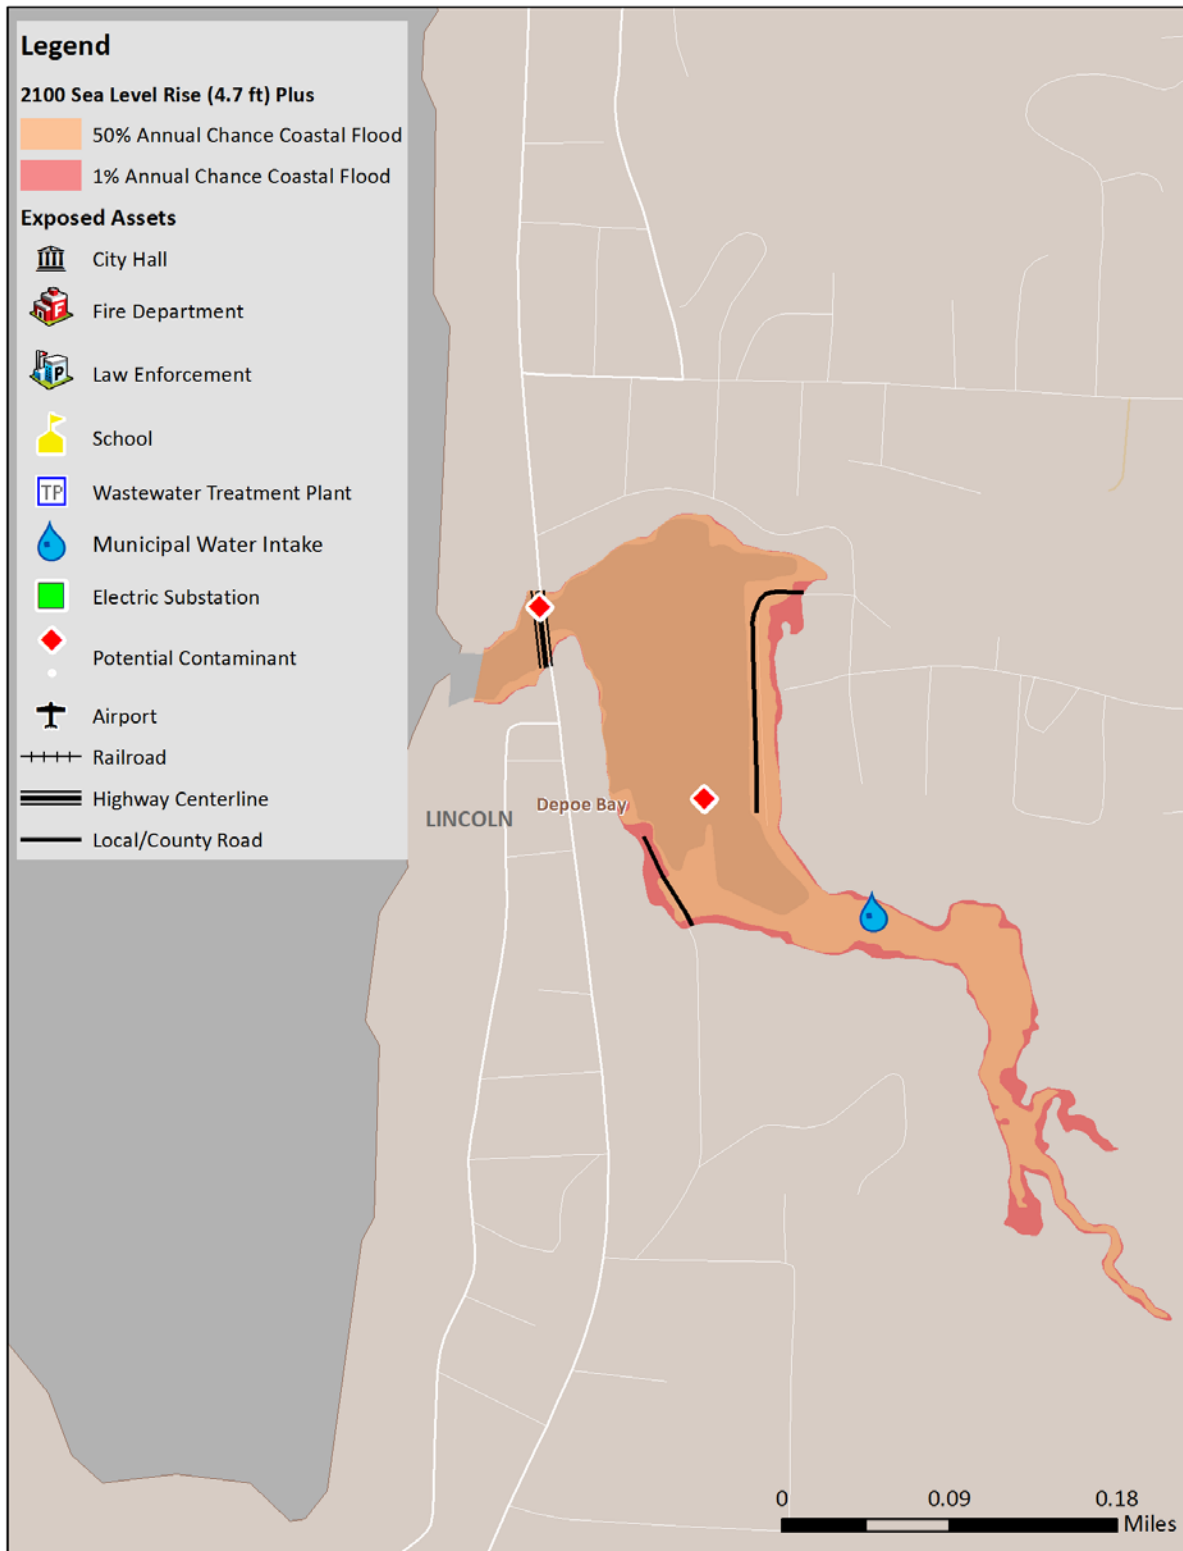 Legend
2100 Sea Level Rise (4.7 ft) Plus
50% Annual Chance Coastal Flood
1% Annual Chance Coastal Flood
Exposed Assets
City Hall
F
Fire Department
P
Law Enforcement
School
TP
Wastewater Treatment Plant
Municipal Water Intake
Electric Substation
Potential Contaminant
Airport
Railroad
Highway Centerline
Local/County Road
Depoe Bay
LINCOLN
0 0.09 0.18
Miles